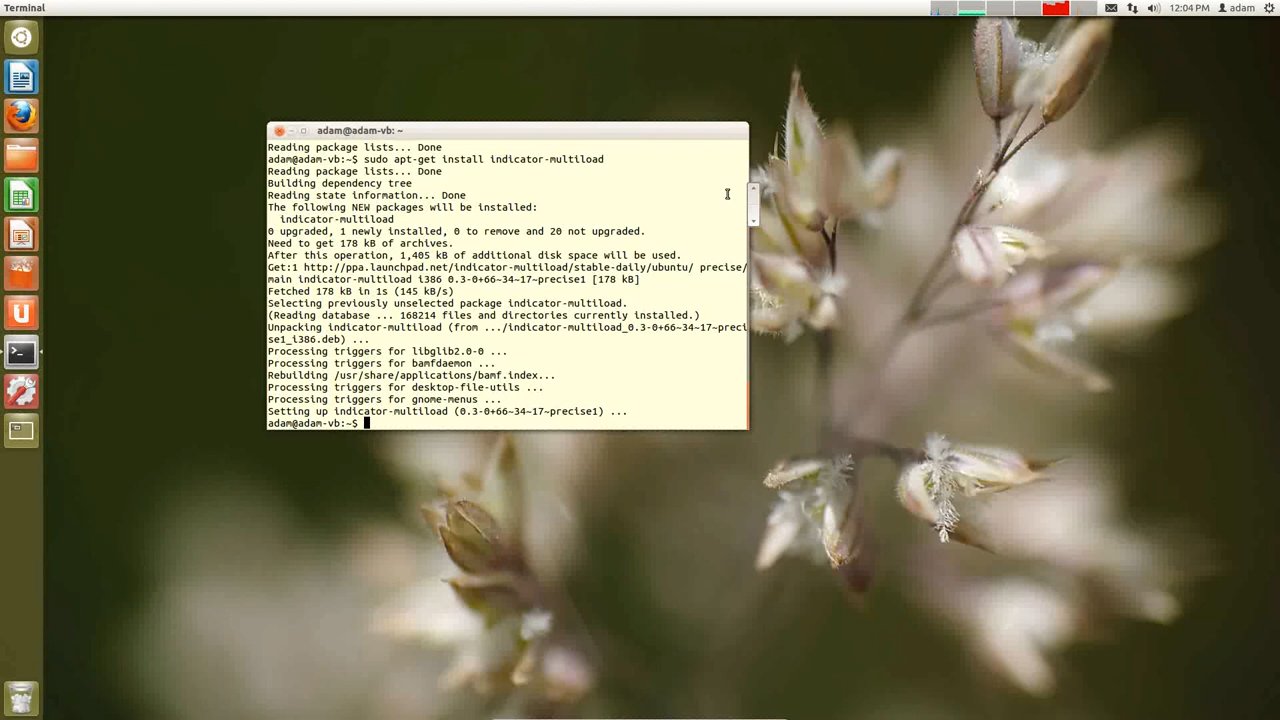 Terminal
12:04 PM
adam
adam@adam-vb: ~
Reading package lists... Done
adam@adam-vb:~$ sudo apt-get install indicator-multiload
Reading package lists... Done
Building dependency tree
Reading state information... Done
The following NEW packages will be installed:
  indicator-multiload
0 upgraded, 1 newly installed, 0 to remove and 20 not upgraded.
Need to get 178 kB of archives.
After this operation, 1,405 kB of additional disk space will be used.
Get:1 http://ppa.launchpad.net/indicator-multiload/stable-daily/ubuntu/ precise/
main indicator-multiload i386 0.3-0+66~34~17~precise1 [178 kB]
Fetched 178 kB in 1s (145 kB/s)
Selecting previously unselected package indicator-multiload.
(Reading database ... 168214 files and directories currently installed.)
Unpacking indicator-multiload (from .../indicator-multiload_0.3-0+66~34~17~preci
se1_i386.deb) ...
Processing triggers for libglib2.0-0 ...
Processing triggers for bamfdaemon ...
Rebuilding /usr/share/applications/bamf.index...
Processing triggers for desktop-file-utils ...
Processing triggers for gnome-menus ...
Setting up indicator-multiload (0.3-0+66~34~17~precise1) ...
adam@adam-vb:~$